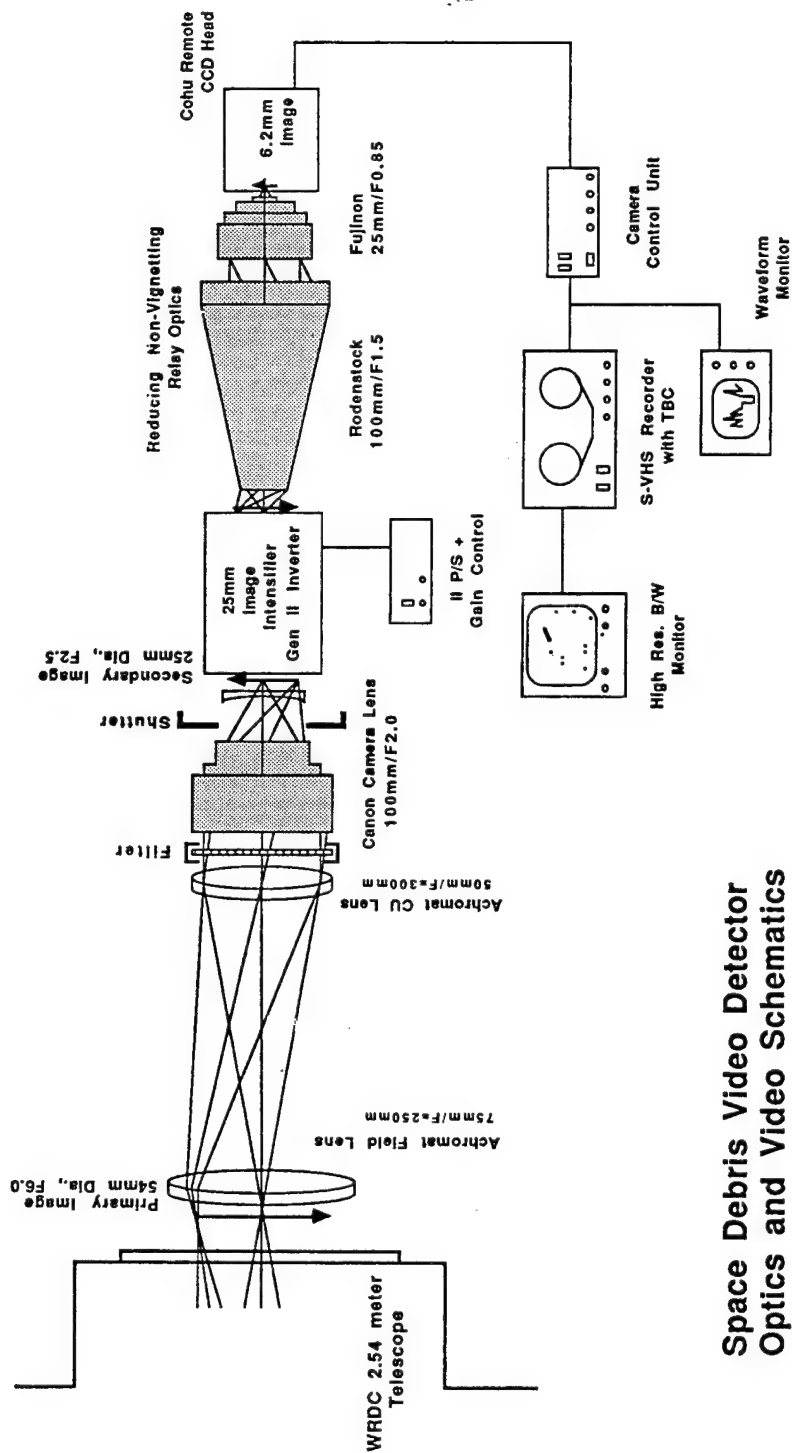 WRDC 2.54 meter
Telescope
Primary Image
54mm Dia., F6.0
Achromat Field Lens
75mm/F=250mm
Achromat CU Lens
50mm/F=300mm
Filter
Canon Camera Lens
100mm/F2.0
Shutter
Secondary Image
25mm Dia., F2.5
25mm
Image
Intensifier
Gen II Inverter
II P/S +
Gain Control
Reducing Non-Vignetting
Relay Optics
Rodenstock
100mm/F1.5
Fujinon
25mm/F0.85
Cohu Remote
CCD Head
6.2mm
Image
High Res. B/W
Monitor
S-VHS Recorder
with TBC
Camera
Control Unit
Waveform
Monitor
Space Debris Video Detector
Optics and Video Schematics